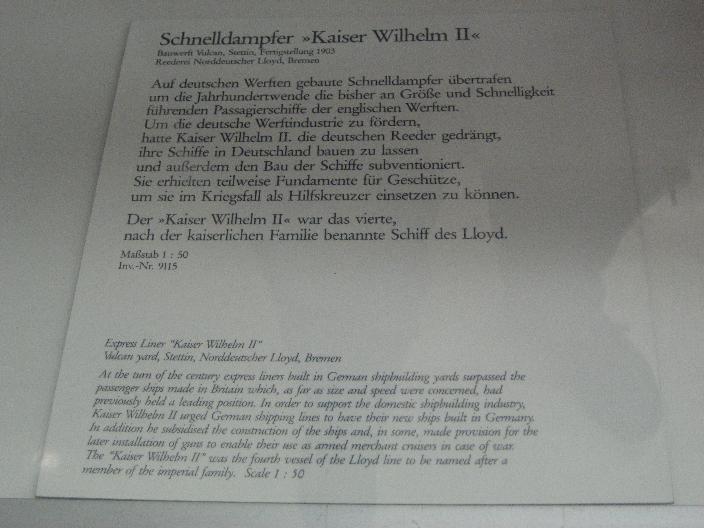 Schnelldampfer »Kaiser Wilhelm II«
Bauwerft Vulcan, Stettin, Fertigstellung 1903
Reederei Norddeutscher Lloyd, Bremen
Auf deutschen Werften gebaute Schnelldampfer übertrafen
um die Jahrhundertwende die bisher an Größe und Schnelligkeit
führenden Passagierschiffe der englischen Werften.
Um die deutsche Werftindustrie zu fördern,
hatte Kaiser Wilhelm II. die deutschen Reeder gedrängt,
ihre Schiffe in Deutschland bauen zu lassen
und außerdem den Bau der Schiffe subventioniert.
Sie erhielten teilweise Fundamente für Geschütze,
um sie im Kriegsfall als Hilfskreuzer einsetzen zu können.
Der »Kaiser Wilhelm II« war das vierte,
nach der kaiserlichen Familie benannte Schiff des Lloyd.
Maßstab 1 : 50
Inv.-Nr. 9115
Express Liner "Kaiser Wilhelm II"
Vulcan yard, Stettin, Norddeutscher Lloyd, Bremen
At the turn of the century express liners built in German shipbuilding yards surpassed the
passenger ships made in Britain which, as far as size and speed were concerned, had
previously held a leading position. In order to support the domestic shipbuilding industry,
Kaiser Wilhelm II urged German shipping lines to have their new ships built in Germany.
In addition he subsidised the construction of the ships and, in some, made provision for the
later installation of guns to enable their use as armed merchant cruisers in case of war.
The "Kaiser Wilhelm II" was the fourth vessel of the Lloyd line to be named after a
member of the imperial family. Scale 1 : 50